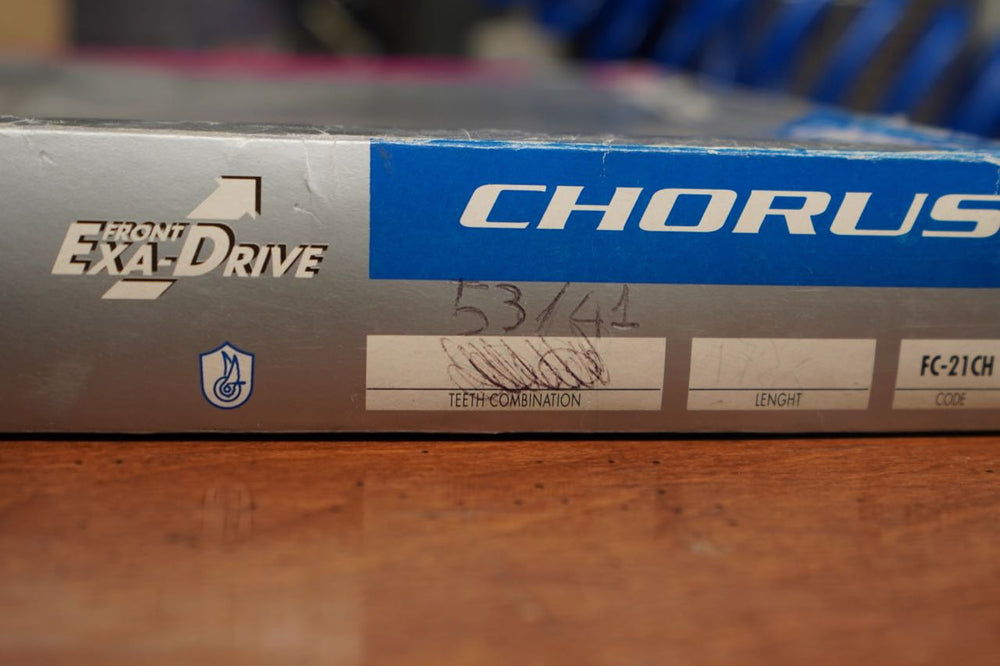 CHORUS
FRONT
EXA-DRIVE
53/41
TEETH COMBINATION
LENGHT
FC-21CH
CODE